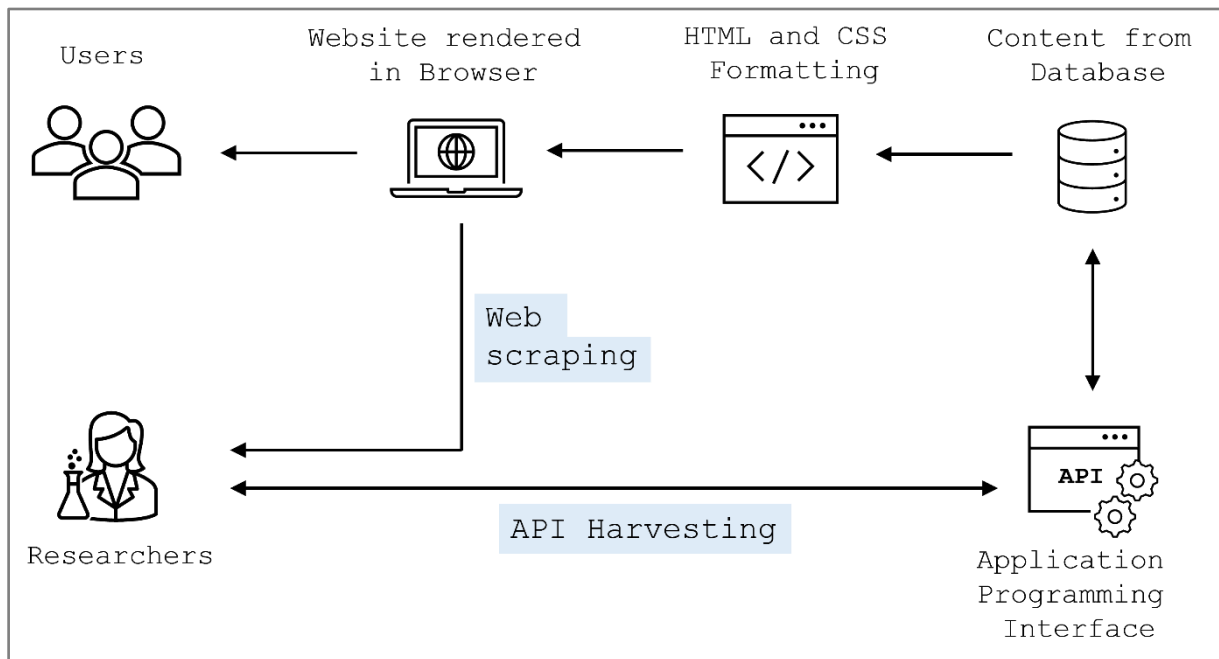 Users
Website rendered
in Browser
HTML and CSS
Formatting
Content from
Database
</>
Web
scraping
API
API Harvesting
Researchers
Application
Programming
Interface